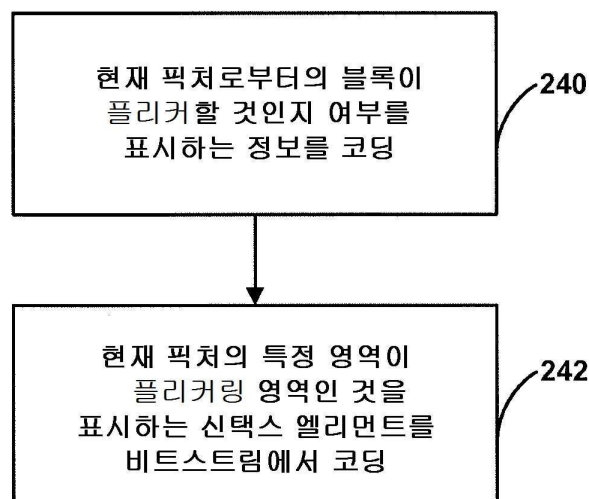 현재 픽처로부터의 블록이
플리커할 것인지 여부를
표시하는 정보를 코딩
240
현재 픽처의 특정 영역이
플리커링 영역인 것을
표시하는 신택스 엘리먼트를
비트스트림에서 코딩
242